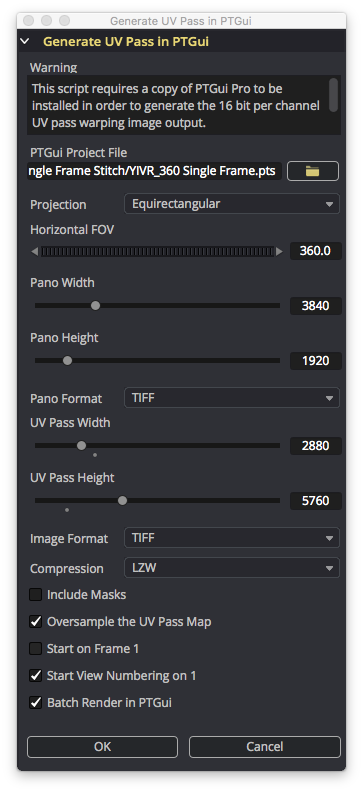 Generate UV Pass in PTGui
Generate UV Pass in PTGui
Warning
This script requires a copy of PTGui Pro to be
installed in order to generate the 16 bit per channel
UV pass warping image output.
PTGui Project File
ngle Frame Stitch/YIVR_360 Single Frame.pts
Projection Equirectangular
Horizontal FOV
360.0
Pano Width
3840
Pano Height
1920
Pano Format TIFF
UV Pass Width
2880
UV Pass Height
5760
Image Format TIFF
Compression LZW
Include Masks
Oversample the UV Pass Map
Start on Frame 1
Start View Numbering on 1
Batch Render in PTGui
OK Cancel